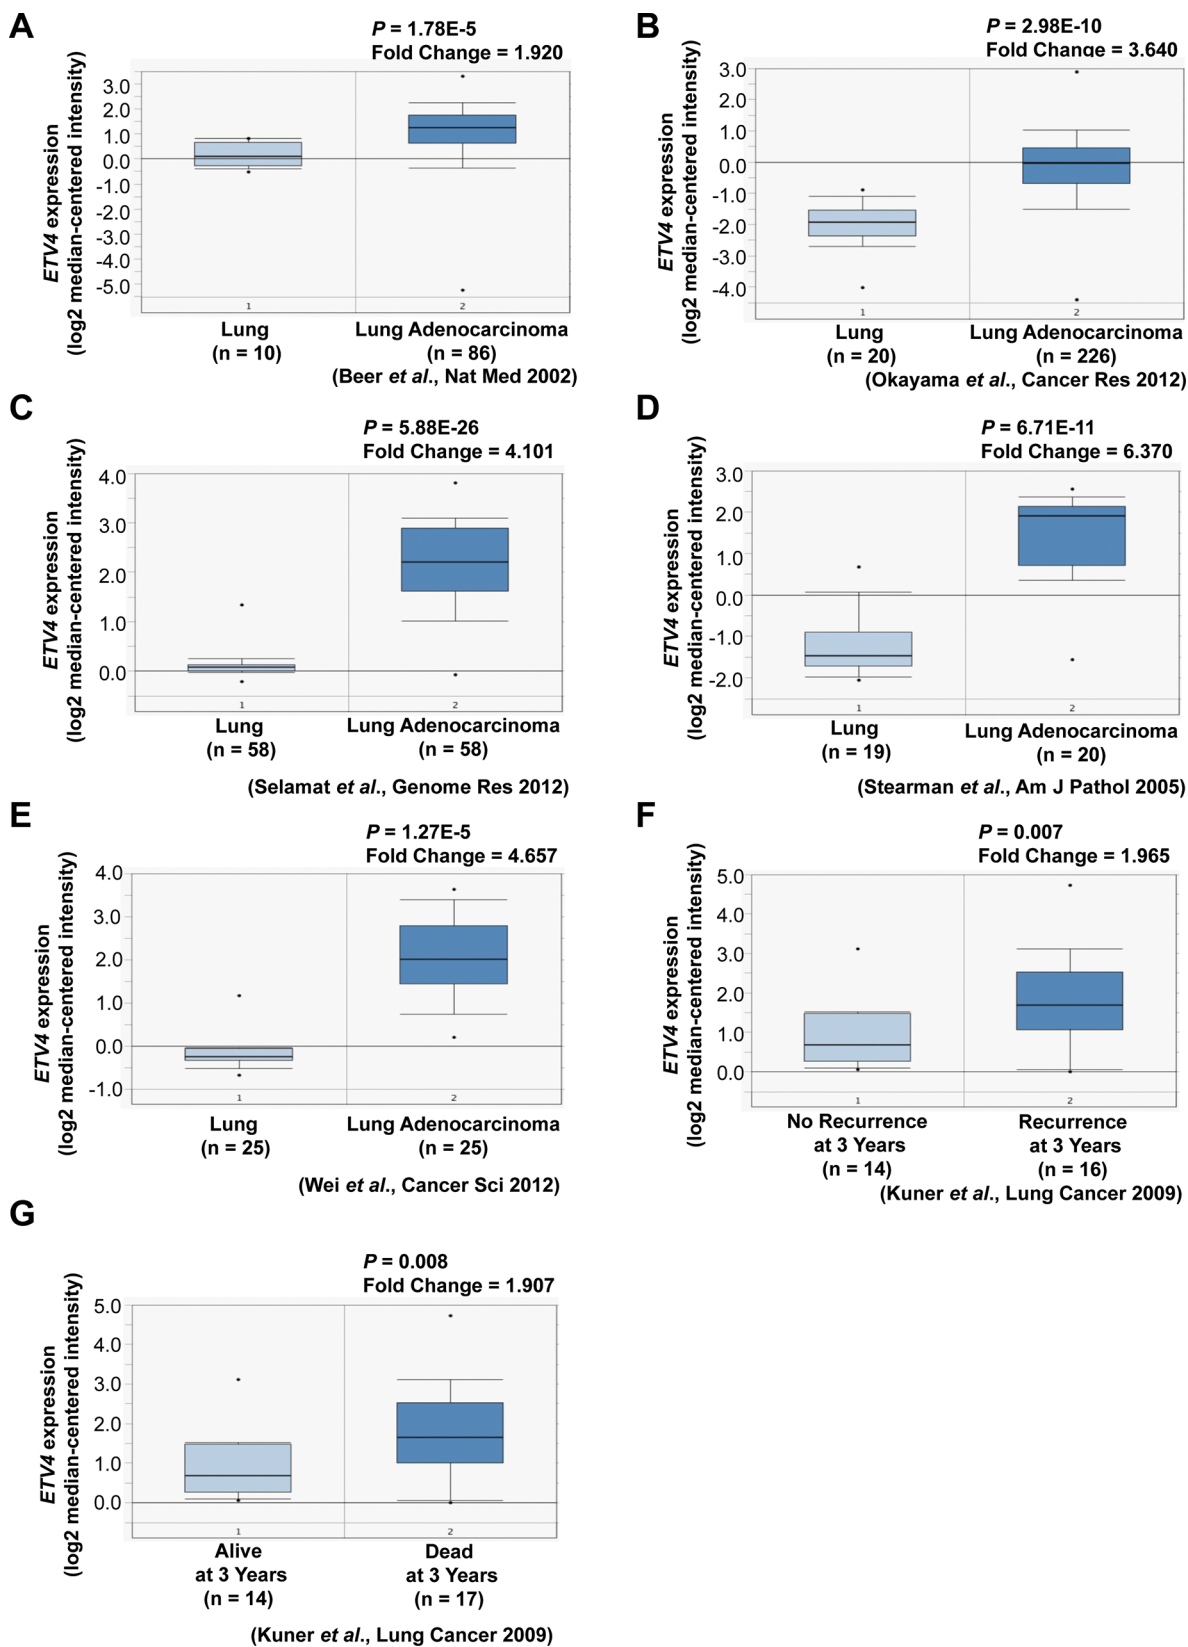 A
P = 1.78E-5
Fold Change = 1.920
ETV4 expression
(log2 median-centered intensity)
3.0
2.0
1.0
0.0
-1.0
-2.0
-3.0
-4.0
-5.0
1
2
Lung
(n = 10)
Lung Adenocarcinoma
(n = 86)
(Beer et al., Nat Med 2002)
B
P = 2.98E-10
Fold Change = 3.640
ETV4 expression
(log2 median-centered intensity)
3.0
2.0
1.0
0.0
-1.0
-2.0
-3.0
-4.0
1
2
Lung
(n = 20)
Lung Adenocarcinoma
(n = 226)
(Okayama et al., Cancer Res 2012)
C
P = 5.88E-26
Fold Change = 4.101
ETV4 expression
(log2 median-centered intensity)
4.0
3.0
2.0
1.0
0.0
1
2
Lung
(n = 58)
Lung Adenocarcinoma
(n = 58)
(Selamat et al., Genome Res 2012)
D
P = 6.71E-11
Fold Change = 6.370
ETV4 expression
(log2 median-centered intensity)
3.0
2.0
0.0
-1.0
-2.0
1
2
Lung
(n = 19)
Lung Adenocarcinoma
(n = 20)
(Stearman et al., Am J Pathol 2005)
E
P = 1.27E-5
Fold Change = 4.657
ETV4 expression
(log2 median-centered intensity)
4.0
3.0
2.0
1.0
0.0
-1.0
1
2
Lung
(n = 25)
Lung Adenocarcinoma
(n = 25)
(Wei et al., Cancer Sci 2012)
F
P = 0.007
Fold Change = 1.965
ETV4 expression
(log2 median-centered intensity)
5.0
4.0
3.0
2.0
1.0
0.0
1
2
No Recurrence
at 3 Years
(n = 14)
Recurrence
at 3 Years
(n = 16)
(Kuner et al., Lung Cancer 2009)
G
P = 0.008
Fold Change = 1.907
ETV4 expression
(log2 median-centered intensity)
5.0
4.0
3.0
2.0
1.0
0.0
1
2
Alive
at 3 Years
(n = 14)
Dead
at 3 Years
(n = 17)
(Kuner et al., Lung Cancer 2009)